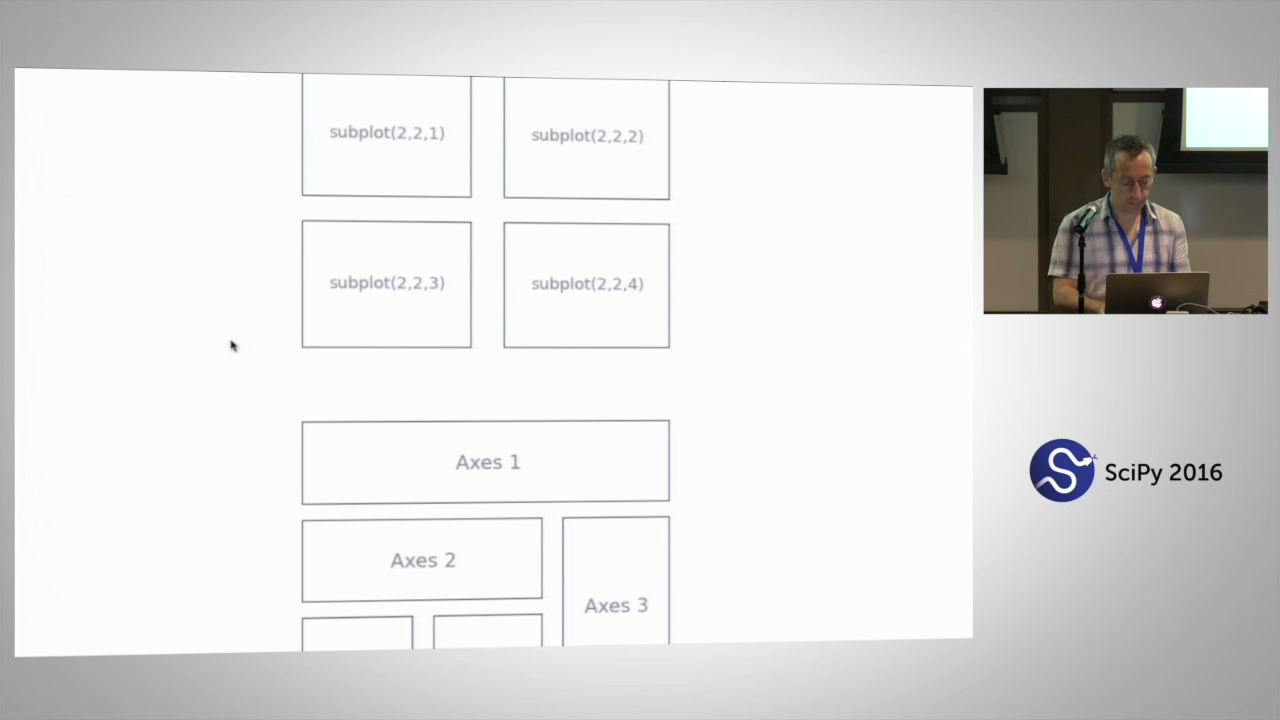 subplot(2,2,1)
subplot(2,2,2)
subplot(2,2,3)
subplot(2,2,4)
Axes 1
Axes 2
Axes 3
SciPy 2016